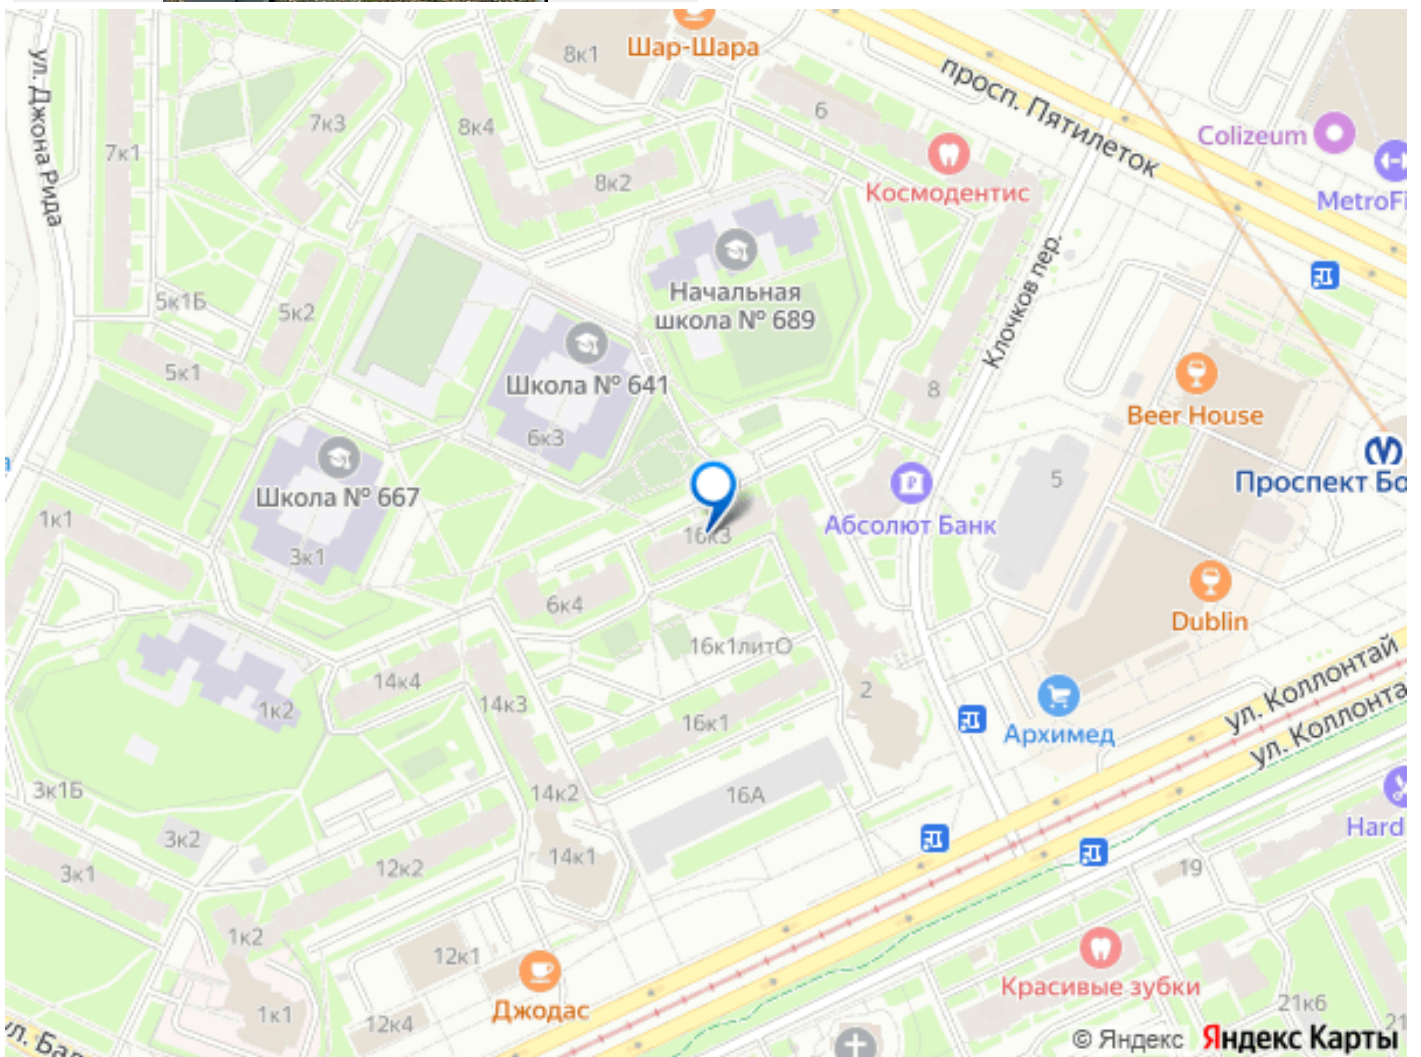 Шар-Шара
8к1
просп. Пятилеток
ул. Джона Рида
7к3
8к4
6
7к1
Colizeum
8к2
Космодентис
MetroFi
Начальная
школа № 689
Клочков пер.
5к1Б
5к2
5к1
Школа № 641
8
Beer House
6к3
Школа № 667
Проспект Бо
5
1к1
16к3
Абсолют Банк
3к1
6к4
Dublin
16к1литО
14к4
1к2
14к3
2
16к1
ул. Коллонтай
ул. Коллонта
Архимед
3к1Б
14к2
16А
Hard
3к2
14к1
3к1
12к2
19
1к2
12к1
Красивые зубки
Джодас
1к1
12к4
21к6
21
ул. Бал
© Яндекс Яндекс Карты